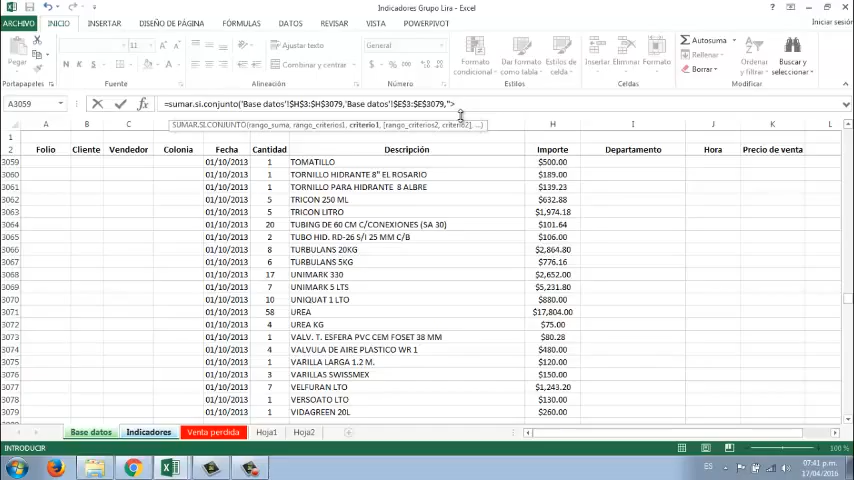 Indicadores Grupo Lira - Excel
Iniciar sesión
ARCHIVO INICIO INSERTAR DISEÑO DE PÁGINA FÓRMULAS DATOS REVISAR VISTA POWERPIVOT
Pegar
N K S
11
Ajustar texto
Combinar y centrar
General
$ % 000
Formato condicional
Dar formato como tabla
Estilos de celda
Insertar Eliminar Formato
Autosuma
Rellenar
Borrar
Ordenar y filtrar
Buscar y seleccionar
Portapapeles Fuente Alineación Número Estilos Celdas Modificar
A3059
=sumar.si.conjunto('Base datos'!$H$3:$H$3079,'Base datos'!$E$3:$E$3079,">
SUMAR.SI.CONJUNTO(rango_suma, rango_criterios1, criterio1, [rango_criterios2, criterio2], ...)
A B C D H I J K L
1
2 Folio Cliente Vendedor Colonia Fecha Cantidad Descripción Importe Departamento Hora Precio de venta
3059 01/10/2013 1 TOMATILLO $500.00
3060 01/10/2013 1 TORNILLO HIDRANTE 8" EL ROSARIO $189.00
3061 01/10/2013 1 TORNILLO PARA HIDRANTE 8 ALBRE $139.23
3062 01/10/2013 5 TRICON 250 ML $632.88
3063 01/10/2013 5 TRICON LITRO $1,974.18
3064 01/10/2013 20 TUBING DE 60 CM C/CONEXIONES (SA 30) $101.64
3065 01/10/2013 2 TUBO HID. RD-26 S/I 25 MM C/B $106.00
3066 01/10/2013 8 TURBULANS 20KG $2,864.80
3067 01/10/2013 6 TURBULANS 5KG $776.16
3068 01/10/2013 17 UNIMARK 330 $2,652.00
3069 01/10/2013 7 UNIMARK 5 LTS $5,231.80
3070 01/10/2013 10 UNIQUAT 1 LTO $880.00
3071 01/10/2013 58 UREA $17,804.00
3072 01/10/2013 4 UREA KG $75.00
3073 01/10/2013 1 VALV. T. ESFERA PVC CEM FOSET 38 MM $80.28
3074 01/10/2013 4 VALVULA DE AIRE PLASTICO WR 1 $480.00
3075 01/10/2013 1 VARILLA LARGA 1.2 M. $120.00
3076 01/10/2013 3 VARILLAS SWISSMEX $150.00
3077 01/10/2013 7 VELFURAN LTO $1,243.20
3078 01/10/2013 1 VERSOATO LTO $130.00
3079 01/10/2013 1 VIDAGREEN 20L $260.00
Base datos Indicadores Venta perdida Hoja1 Hoja2
INTRODUCIR
100 %
ES
07:41 p.m.
17/04/2016